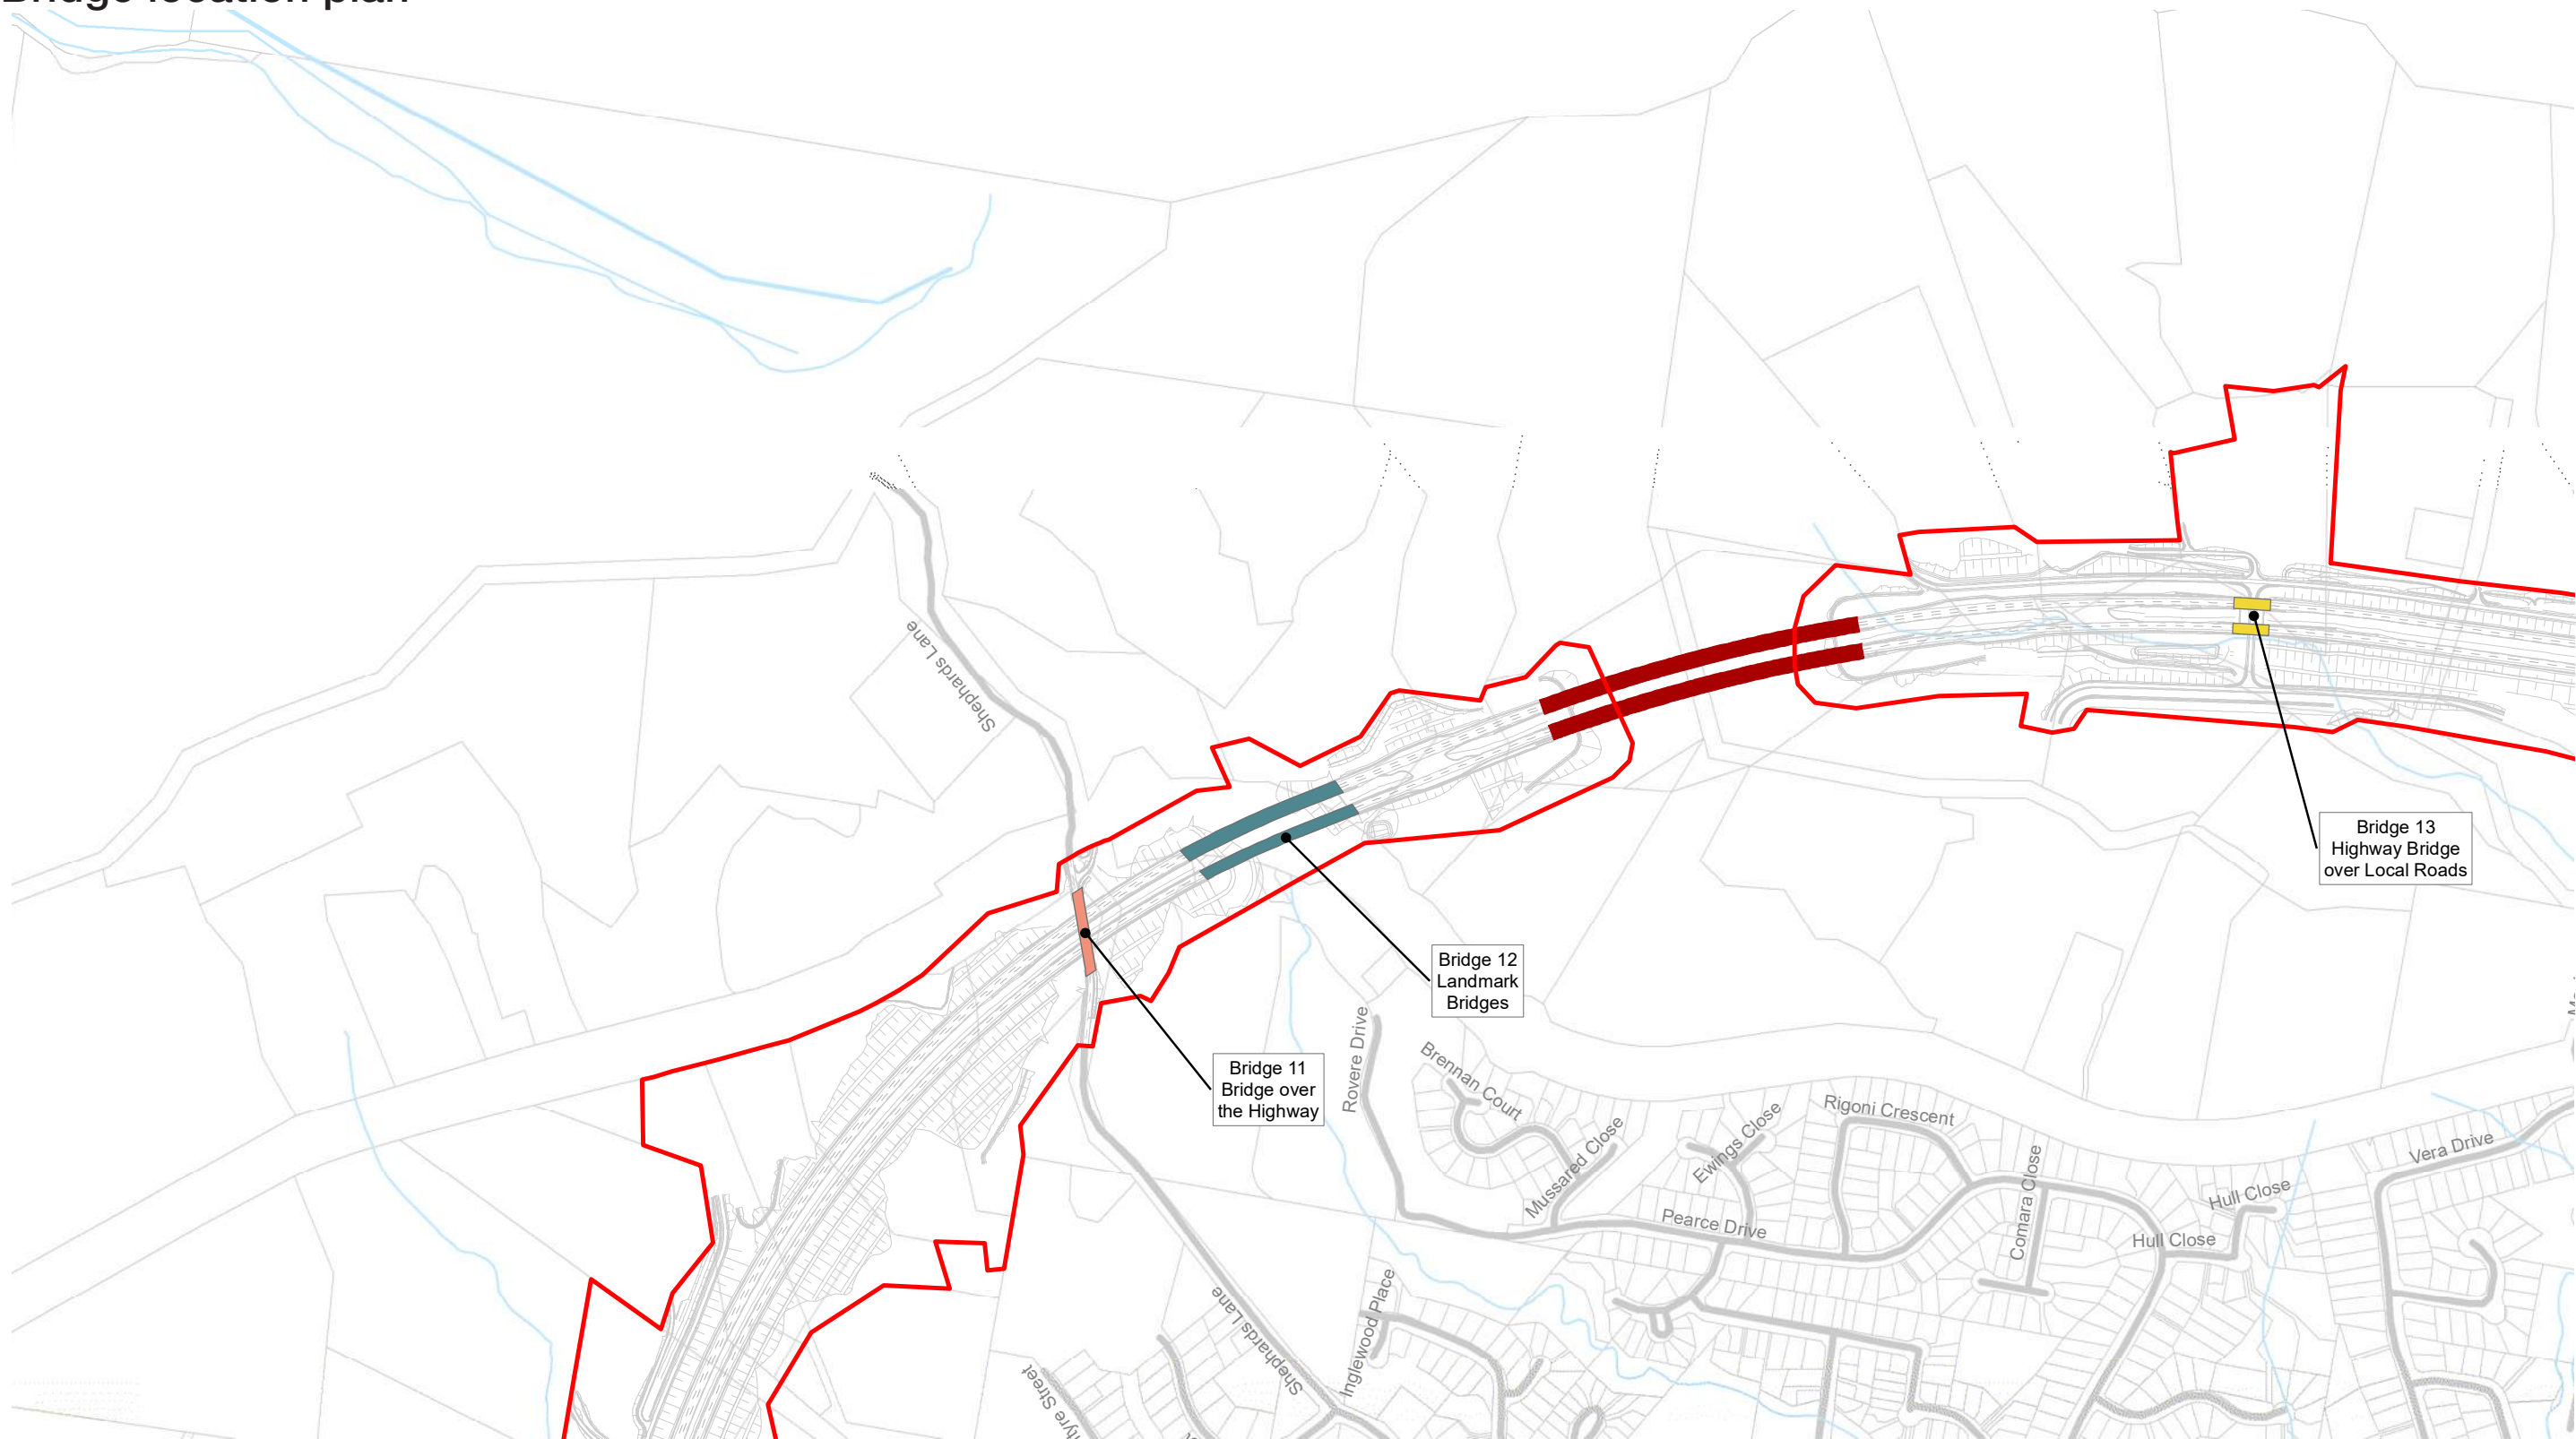 Bridge location plan
Shephards Lane
Bridge 13
Highway Bridge
over Local Roads
Bridge 12
Landmark
Bridges
Bridge 11
Bridge over
the Highway
Rovere Drive
Brennan Court
Mussared Close
Ewings Close
Rigoni Crescent
Comara Close
Vera Drive
Hull Close
Hull Close
Pearce Drive
Shephards Lane
Inglewood Place
Street